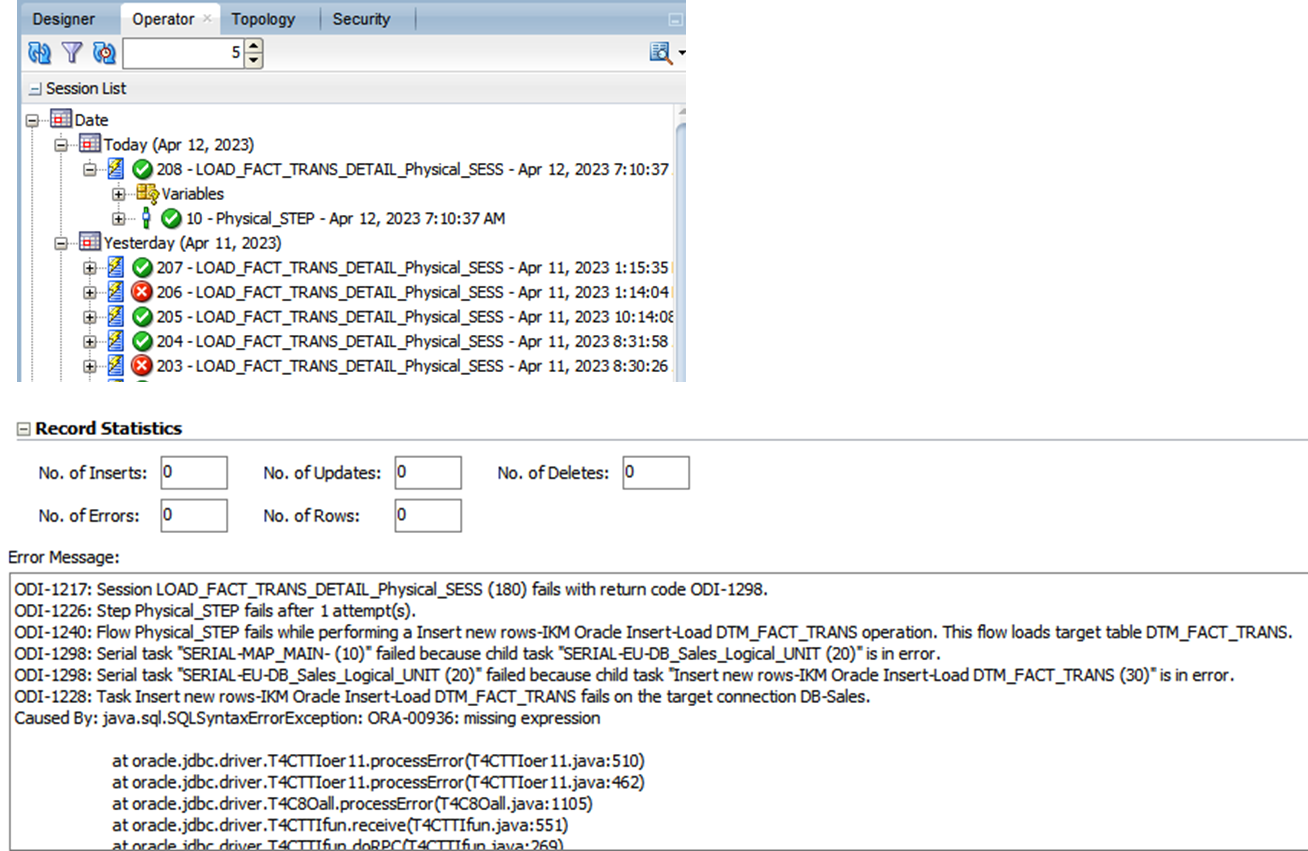 Designer Operator Topology Security
5
Session List
Date
Today (Apr 12, 2023)
208 - LOAD_FACT_TRANS_DETAIL_Physical_SESS - Apr 12, 2023 7:10:37
Variables
10 - Physical_STEP - Apr 12, 2023 7:10:37 AM
Yesterday (Apr 11, 2023)
207 - LOAD_FACT_TRANS_DETAIL_Physical_SESS - Apr 11, 2023 1:15:35
206 - LOAD_FACT_TRANS_DETAIL_Physical_SESS - Apr 11, 2023 1:14:04
205 - LOAD_FACT_TRANS_DETAIL_Physical_SESS - Apr 11, 2023 10:14:08
204 - LOAD_FACT_TRANS_DETAIL_Physical_SESS - Apr 11, 2023 8:31:58
203 - LOAD_FACT_TRANS_DETAIL_Physical_SESS - Apr 11, 2023 8:30:26
Record Statistics
No. of Inserts: 0 No. of Updates: 0 No. of Deletes: 0
No. of Errors: 0 No. of Rows: 0
Error Message:
ODI-1217: Session LOAD_FACT_TRANS_DETAIL_Physical_SESS (180) fails with return code ODI-1298.
ODI-1226: Step Physical_STEP fails after 1 attempt(s).
ODI-1240: Flow Physical_STEP fails while performing a Insert new rows-IKM Oracle Insert-Load DTM_FACT_TRANS operation. This flow loads target table DTM_FACT_TRANS.
ODI-1298: Serial task "SERIAL-MAP_MAIN- (10)" failed because child task "SERIAL-EU-DB_Sales_Logical_UNIT (20)" is in error.
ODI-1298: Serial task "SERIAL-EU-DB_Sales_Logical_UNIT (20)" failed because child task "Insert new rows-IKM Oracle Insert-Load DTM_FACT_TRANS (30)" is in error.
ODI-1228: Task Insert new rows-IKM Oracle Insert-Load DTM_FACT_TRANS fails on the target connection DB-Sales.
Caused By: java.sql.SQLSyntaxErrorException: ORA-00936: missing expression
at oracle.jdbc.driver.T4CTTIoer11.processError(T4CTTIoer11.java:510)
at oracle.jdbc.driver.T4CTTIoer11.processError(T4CTTIoer11.java:462)
at oracle.jdbc.driver.T4C8Oall.processError(T4C8Oall.java:1105)
at oracle.jdbc.driver.T4CTTIfun.receive(T4CTTIfun.java:551)
at oracle.jdbc.driver.T4CTTIfun.doRPC(T4CTTIfun.java:269)